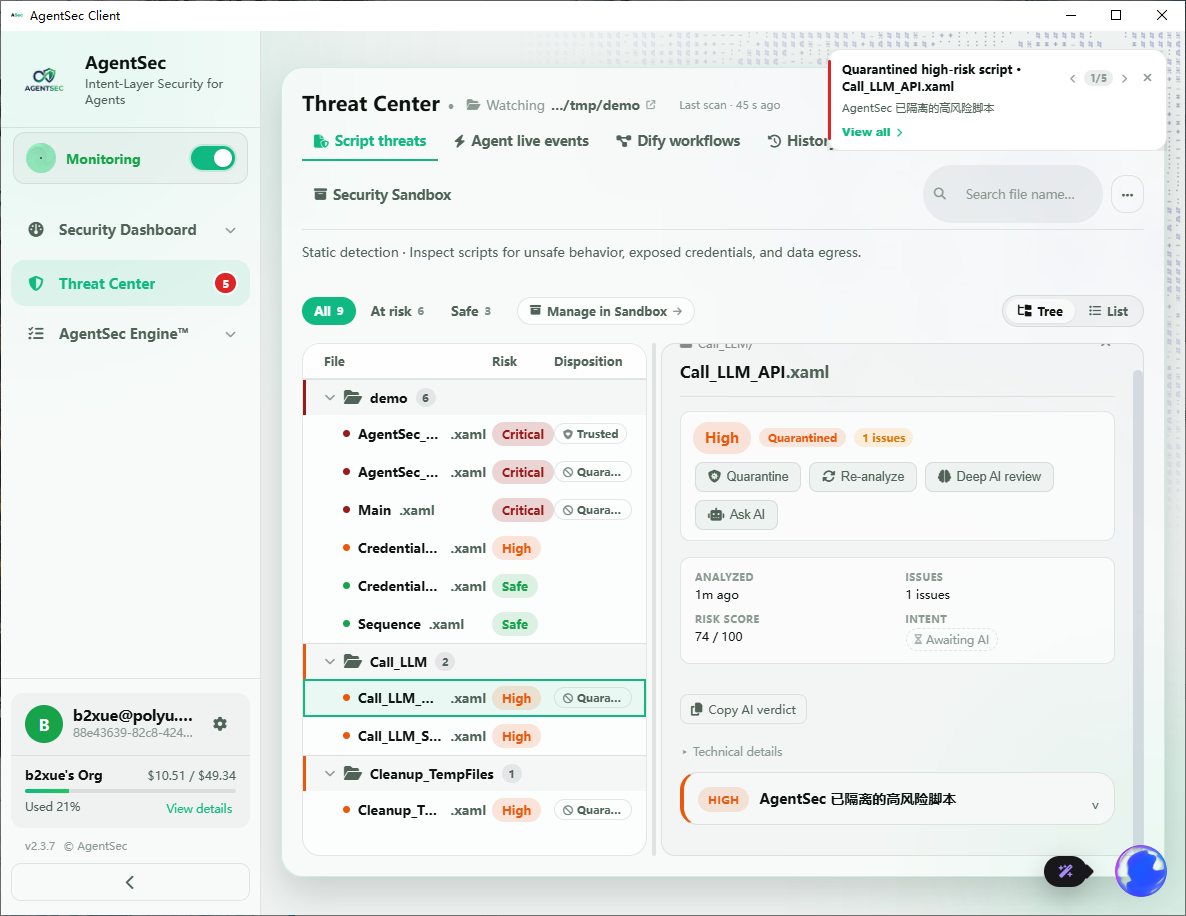 AgentSec Client
AgentSec
Intent-Layer Security for
Agents
AGENTSEC
Monitoring
Security Dashboard
Threat Center 5
AgentSec Engine™
B
b2xue@polyu....
88e43639-82c8-424...
b2xue's Org $10.51 / $49.34
Used 21% View details
v2.3.7 © AgentSec
Threat Center • Watching .../tmp/demo Last scan · 45 s ago
Quarantined high-risk script •
Call_LLM_API.xaml
1/5
AgentSec 已隔离的高风险脚本
View all
Script threats Agent live events Dify workflows Histor
Security Sandbox
Search file name...
Static detection · Inspect scripts for unsafe behavior, exposed credentials, and data egress.
All 9 At risk 6 Safe 3 Manage in Sandbox →
Tree List
File Risk Disposition
demo 6
AgentSec_... .xaml Critical Trusted
AgentSec_... .xaml Critical Quara...
Main .xaml Critical Quara...
Credential... .xaml High
Credential... .xaml Safe
Sequence .xaml Safe
Call_LLM 2
Call_LLM_... .xaml High Quara...
Call_LLM_S... .xaml High
Cleanup_TempFiles 1
Cleanup_T... .xaml High Quara...
Call_LLM/
Call_LLM_API.xaml
High Quarantined 1 issues
Quarantine Re-analyze Deep AI review
Ask AI
ANALYZED ISSUES
1m ago 1 issues
RISK SCORE INTENT
74 / 100 Awaiting AI
Copy AI verdict
Technical details
HIGH AgentSec 已隔离的高风险脚本